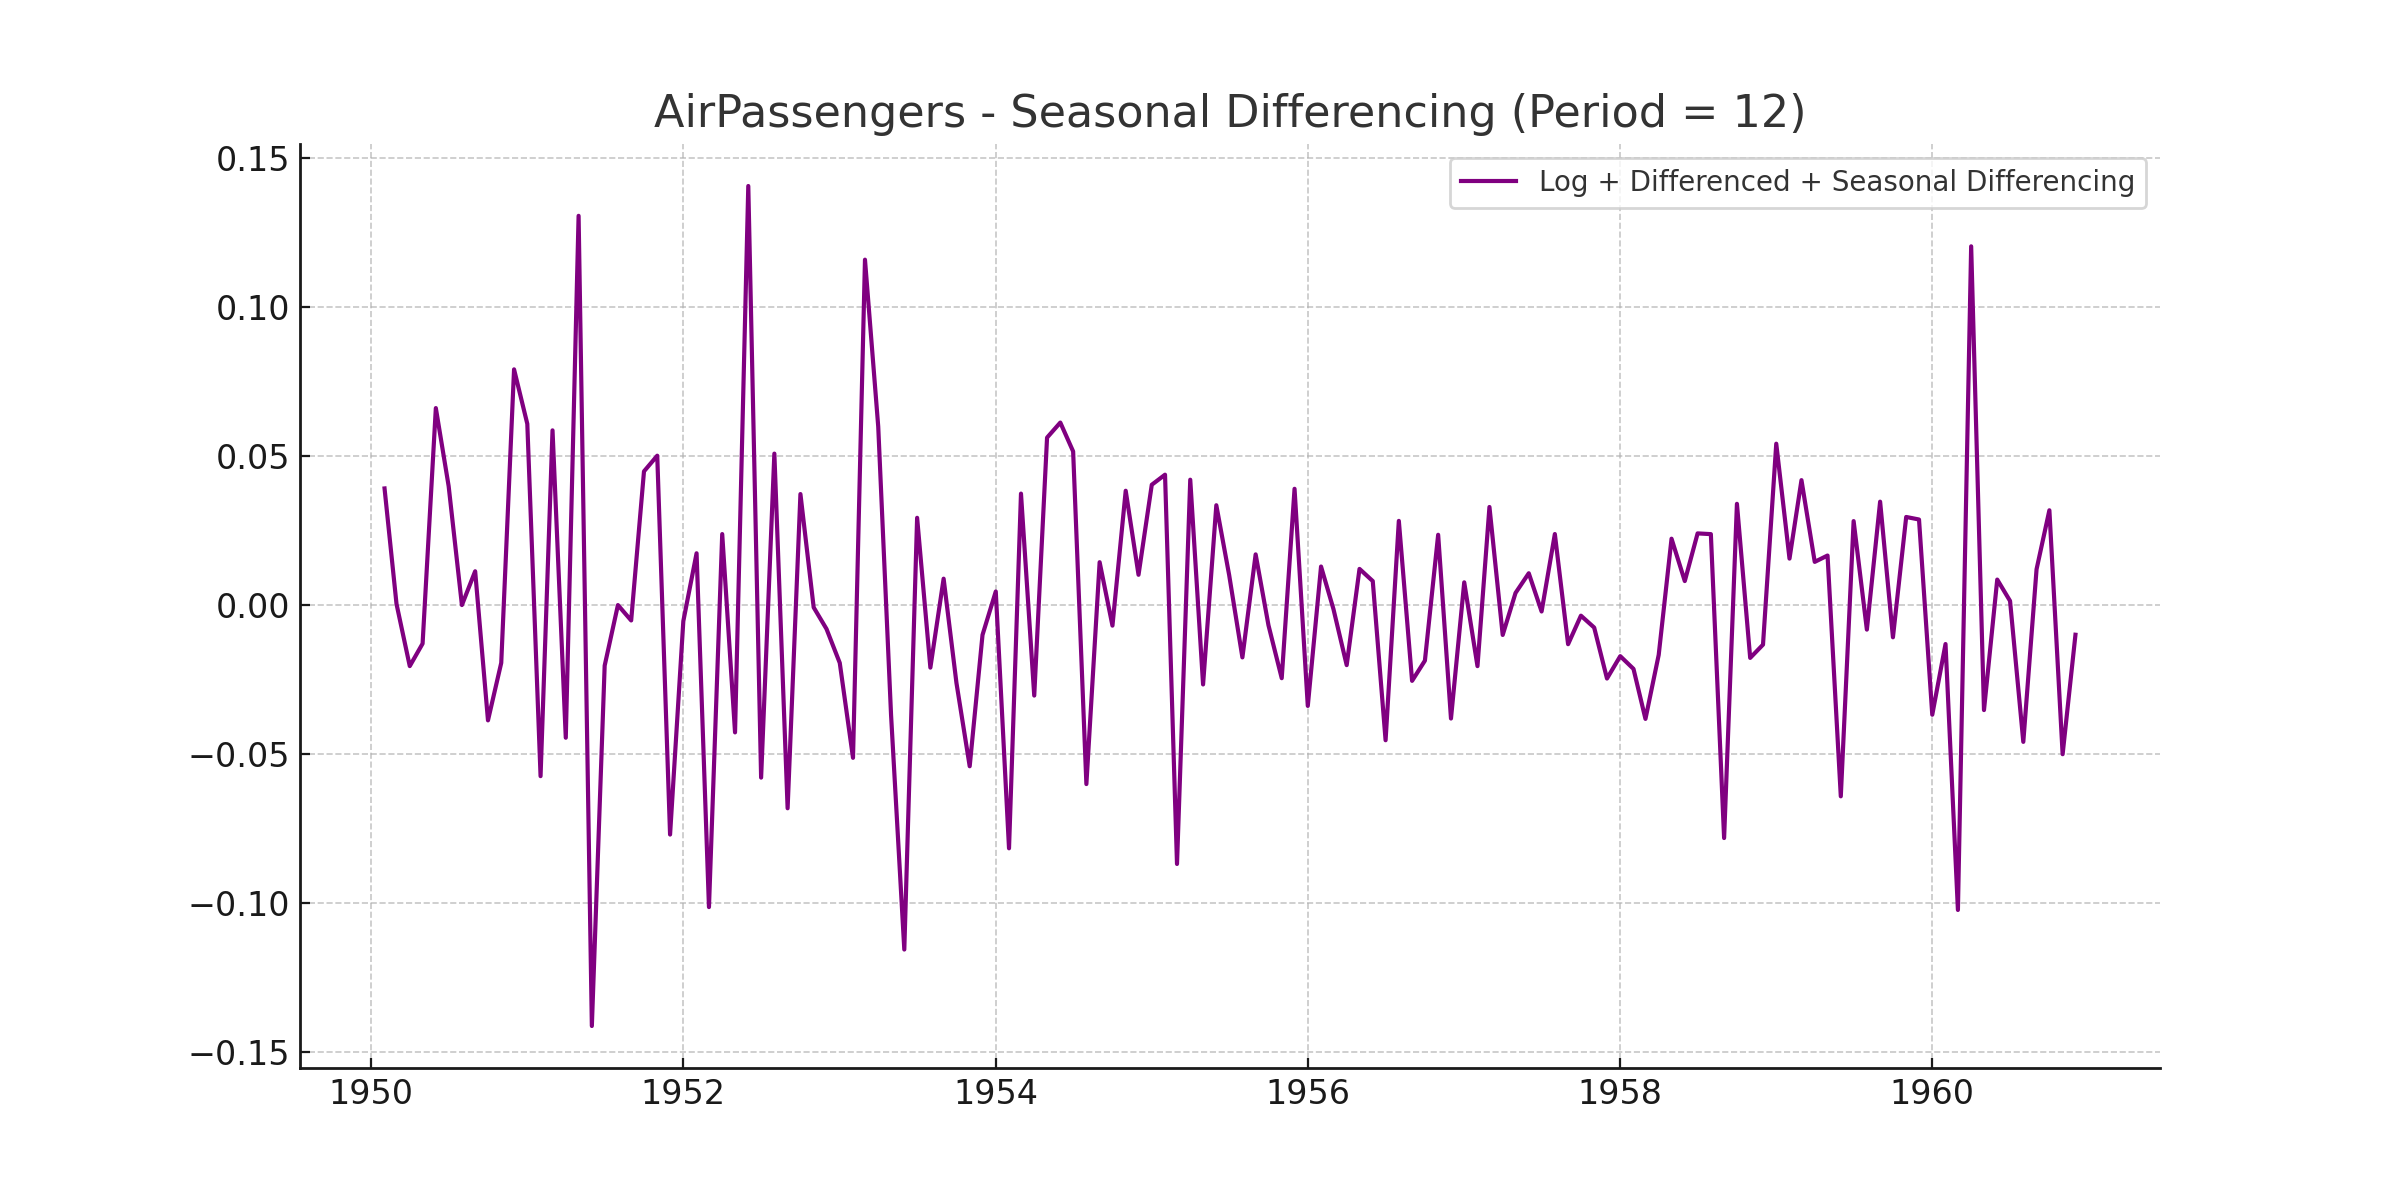 AirPassengers - Seasonal Differencing (Period = 12)
Log + Differenced + Seasonal Differencing
0.15
0.10
0.05
0.00
−0.05
−0.10
−0.15
1950 1952 1954 1956 1958 1960